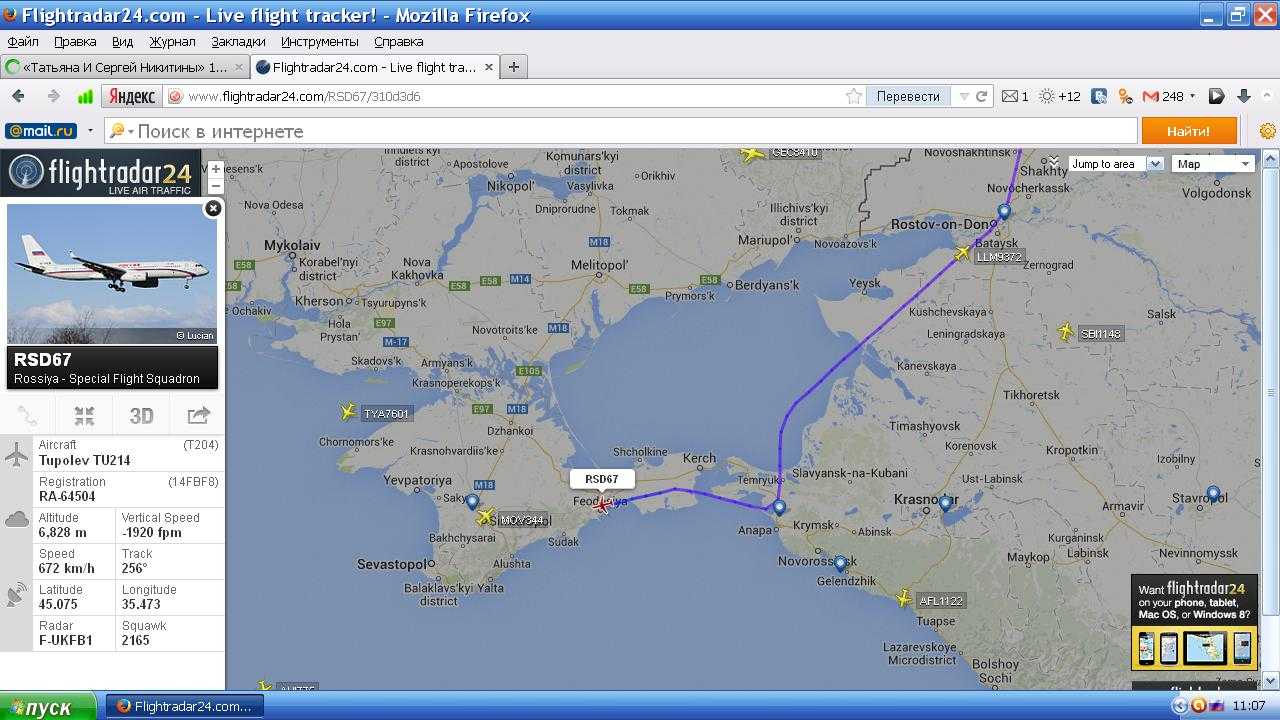 Flightradar24.com - Live flight tracker! - Mozilla Firefox
Файл Правка Вид Журнал Закладки Инструменты Справка
«Татьяна И Сергей Никитины» 1...
Flightradar24.com - Live flight tra...
Яндекс
www.flightradar24.com/RSD67/310d3d6
Перевести
1
+12
248
@mail.ru
Поиск в интернете
Найти!
flightradar24
LIVE AIR TRAFFIC
© Lucian
RSD67
Rossiya - Special Flight Squadron
3D
Aircraft (T204)
Tupolev TU214
Registration (14FBF8)
RA-64504
Altitude Vertical Speed
6,828 m -1920 fpm
Speed Track
672 km/h 256°
Latitude Longitude
45.075 35.473
Radar Squawk
F-UKFB1 2165
Jump to area
Map
district
Apostolove
Komunars'kyi
district
Orikhiv
Novoshakhtins'k
Shakhty
Volgodonsk
Nikopol'
Vasylivka
Novocherkassk
Nova Odesa
Dniprorudne
Tokmak
Illichivs'kyi
district
Rostov-on-Don
Mykolaiv
M18
Mariupol'
Novoazovs'k
Bataysk
LLM9372
Korabel'nyi
district
E58
Nova
Kakhovka
M14
Melitopol'
Zernograd
E58
E58
E58
E58
E58
Berdyans'k
Yeysk
Prymors'k
Kherson
Tsyurupyns'k
Ochakiv
Hola
Prystan'
E97
Novotroits'ke
M18
Kushchevskaya
Salsk
M-17
Leningradskaya
SBI1143
Skadovs'k
Armyans'k
E105
Krasnoperekops'k
Kanevskaya
TYA7601
E97
M18
Tikhoretsk
Dzhankoi
Timashyovsk
Chornomors'ke
Krasnohvardiis'ke
Shcholkine
Kerch
Korenovsk
Kropotkin
Izobilny
RSD67
Temryuk
Slavyansk-na-Kubani
Ust-Labinsk
Yevpatoriya
M18
Saky
Feodosiya
Krasnodar
Stavropol
MOV344
Anapa
Krymsk
Abinsk
Armavir
Bakhchysarai
Sudak
Kurganinsk
Labinsk
Nevinnomyssk
Sevastopol
Alushta
Novorossiysk
Maykop
Gelendzhik
Balaklavs'kyi
district
Yalta
AFL1122
Tuapse
Lazarevskoye
Microdistrict
Bolshoy
Sochi
Want flightradar24
on your phone, tablet,
Mac OS, or Windows 8?
пуск
Flightradar24.com...
11:07